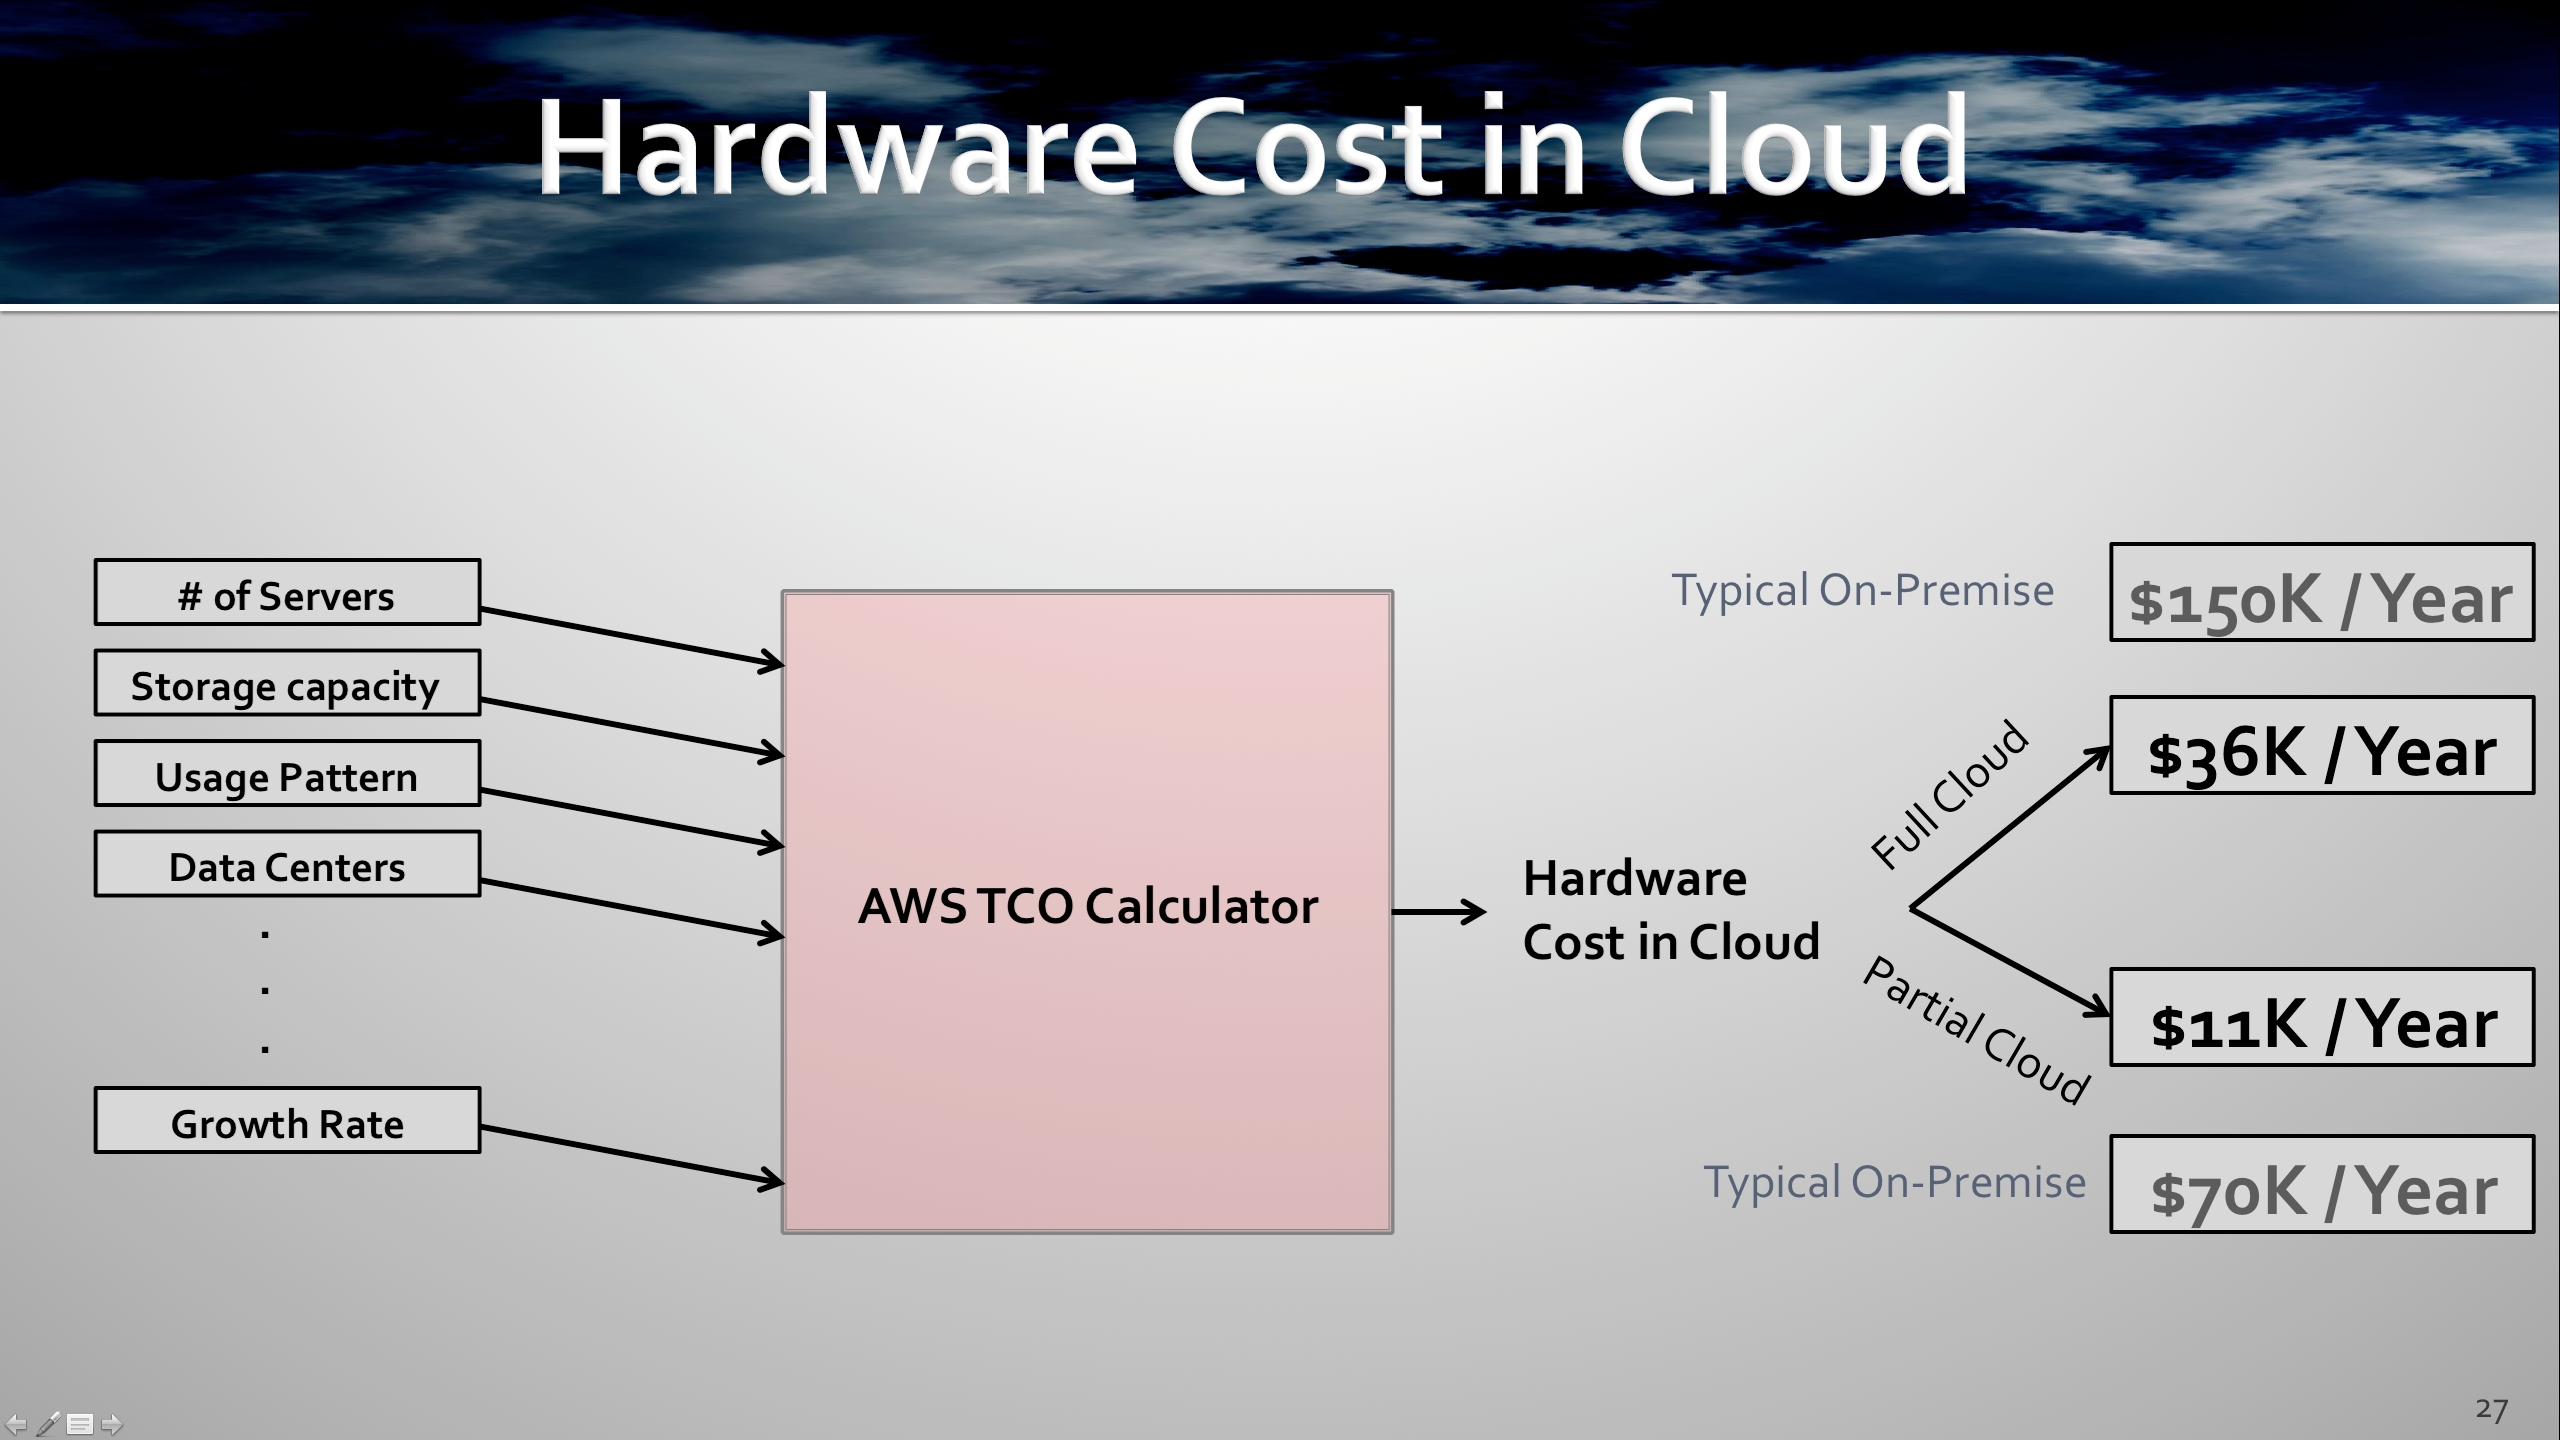 Hardware Cost in Cloud
# of Servers
Storage capacity
Usage Pattern
Data Centers
.
.
.
Growth Rate
AWS TCO Calculator
Hardware
Cost in Cloud
Typical On-Premise
$150K / Year
Full Cloud
$36K / Year
Partial Cloud
$11K / Year
Typical On-Premise
$70K / Year
27